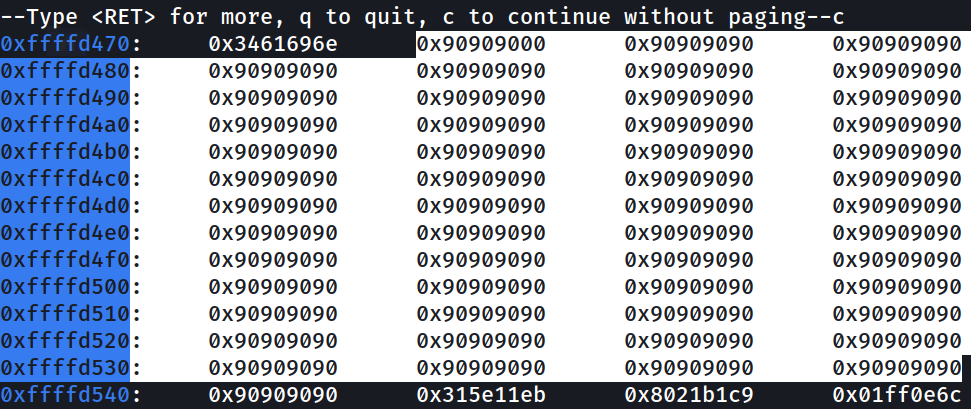 --Type <RET> for more, q to quit, c to continue without paging--c
0xffffd470: 0x3461696e 0x90909000 0x90909090 0x90909090
0xffffd480: 0x90909090 0x90909090 0x90909090 0x90909090
0xffffd490: 0x90909090 0x90909090 0x90909090 0x90909090
0xffffd4a0: 0x90909090 0x90909090 0x90909090 0x90909090
0xffffd4b0: 0x90909090 0x90909090 0x90909090 0x90909090
0xffffd4c0: 0x90909090 0x90909090 0x90909090 0x90909090
0xffffd4d0: 0x90909090 0x90909090 0x90909090 0x90909090
0xffffd4e0: 0x90909090 0x90909090 0x90909090 0x90909090
0xffffd4f0: 0x90909090 0x90909090 0x90909090 0x90909090
0xffffd500: 0x90909090 0x90909090 0x90909090 0x90909090
0xffffd510: 0x90909090 0x90909090 0x90909090 0x90909090
0xffffd520: 0x90909090 0x90909090 0x90909090 0x90909090
0xffffd530: 0x90909090 0x90909090 0x90909090 0x90909090
0xffffd540: 0x90909090 0x315e11eb 0x8021b1c9 0x01ff0e6c